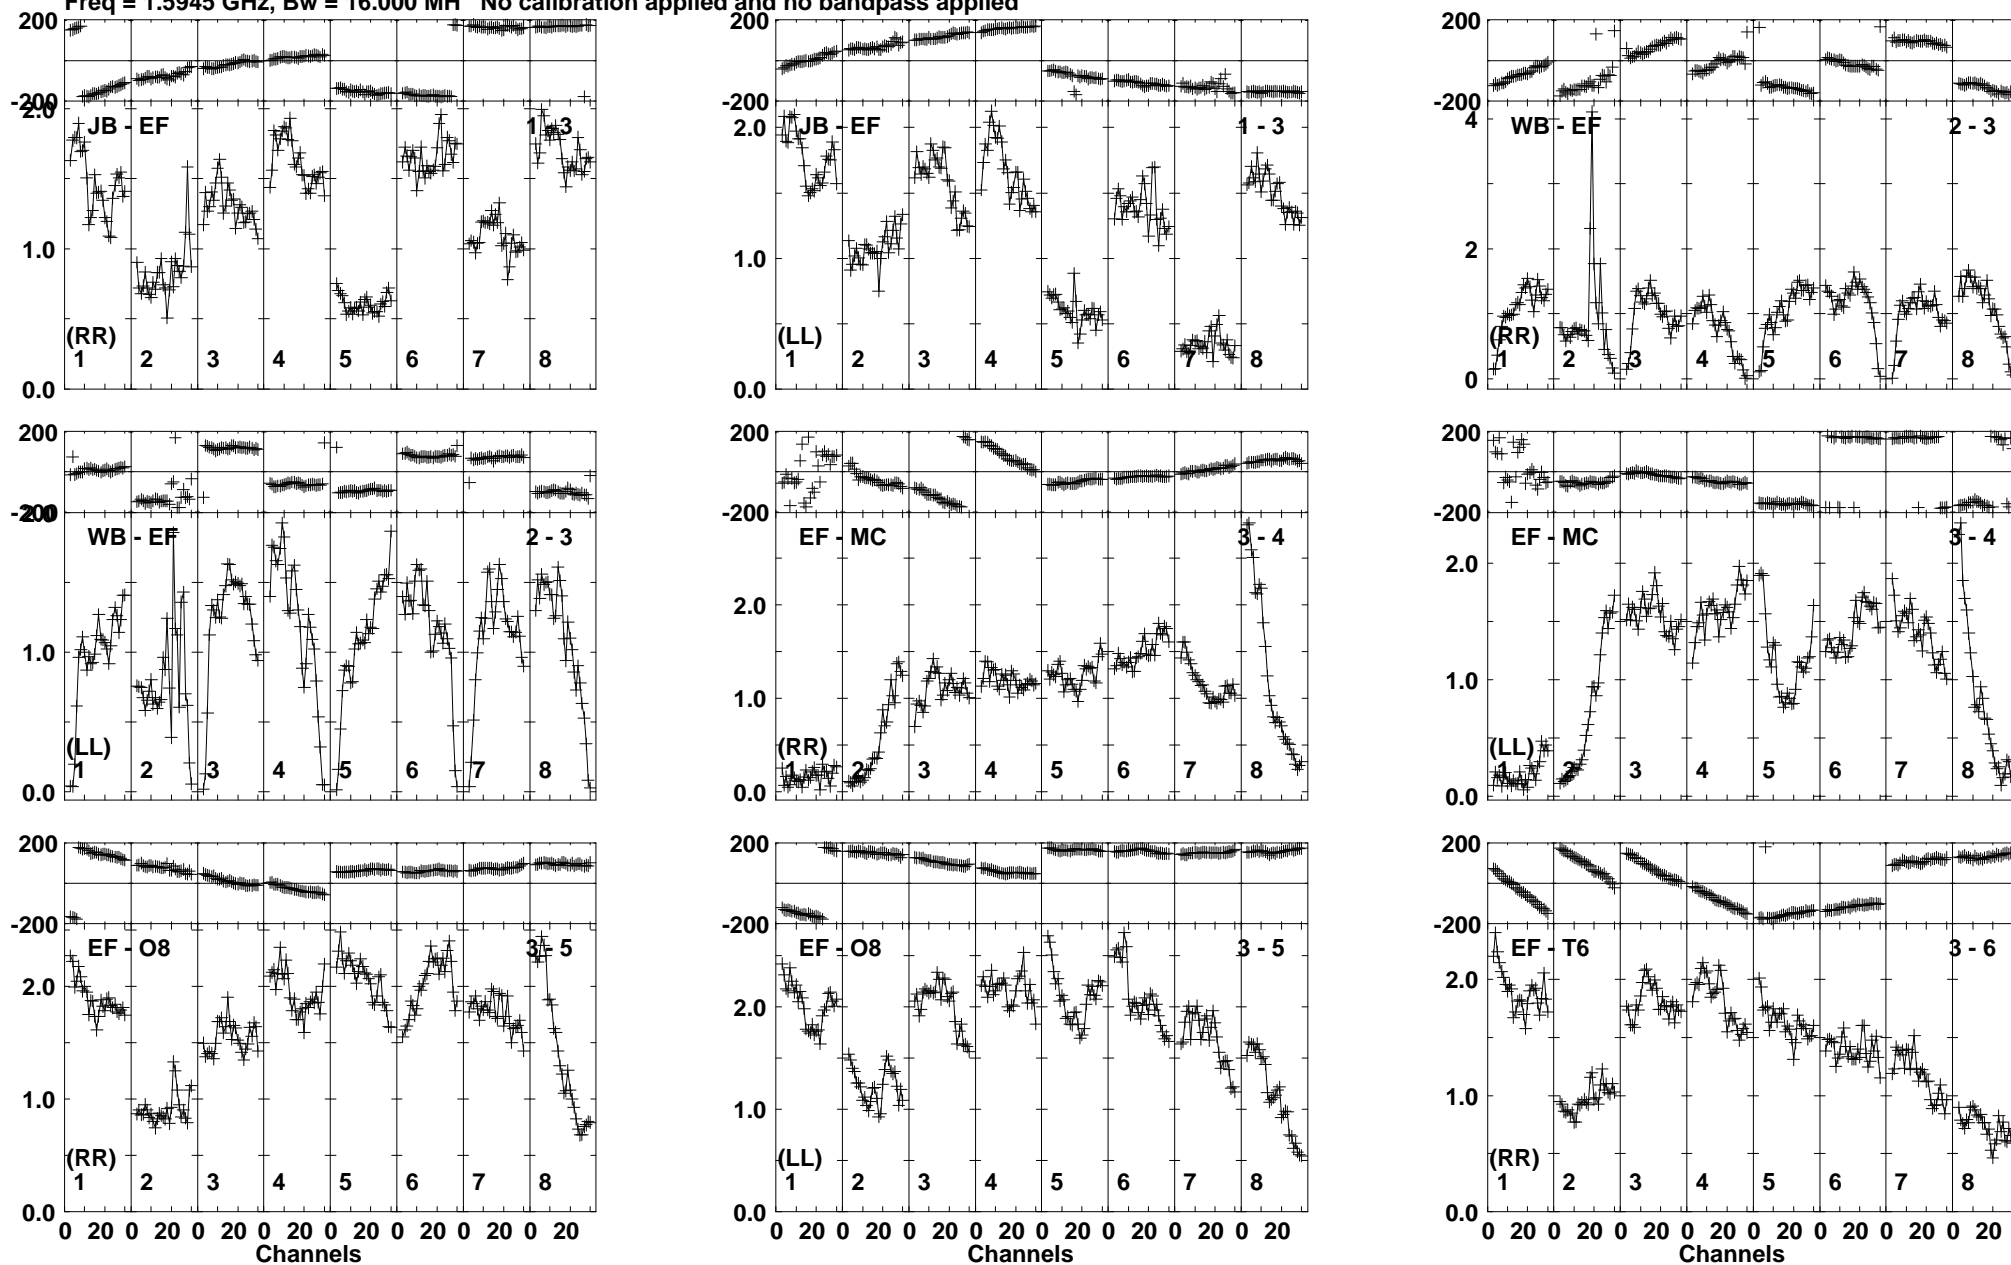 Freq = 1.5945 GHz, Bw = 16.000 MH No calibration applied and no bandpass applied
200 200 200
-200 -200 -200
2.0 JB - EF 1 - 3 2.0 JB - EF 1 - 3 4 WB - EF 2 - 3
1.0 1.0 2
(RR) (LL) (RR)
1 2 3 4 5 6 7 8 1 2 3 4 5 6 7 8 1 2 3 4 5 6 7 8
0.0 0.0 0
200 200 200
-200 -200 -200
2.0 WB - EF 2 - 3 EF - MC 3 - 4 EF - MC 3 - 4
2.0 2.0
1.0 1.0 1.0
(LL) (RR) (LL)
1 2 3 4 5 6 7 8 1 2 3 4 5 6 7 8 1 2 3 4 5 6 7 8
0.0 0.0 0.0
200 200 200
-200 -200 -200
EF - O8 3 - 5 EF - O8 3 - 5 EF - T6 3 - 6
2.0 2.0 2.0
1.0 1.0 1.0
(RR) (LL) (RR)
1 2 3 4 5 6 7 8 1 2 3 4 5 6 7 8 1 2 3 4 5 6 7 8
0.0 0.0 0.0
0 20 0 20 0 20 0 20 0 20 0 20 0 20 0 20 0 20 0 20 0 20 0 20 0 20 0 20 0 20 0 20 0 20 0 20 0 20 0 20 0 20 0 20 0 20 0 20
Channels Channels Channels